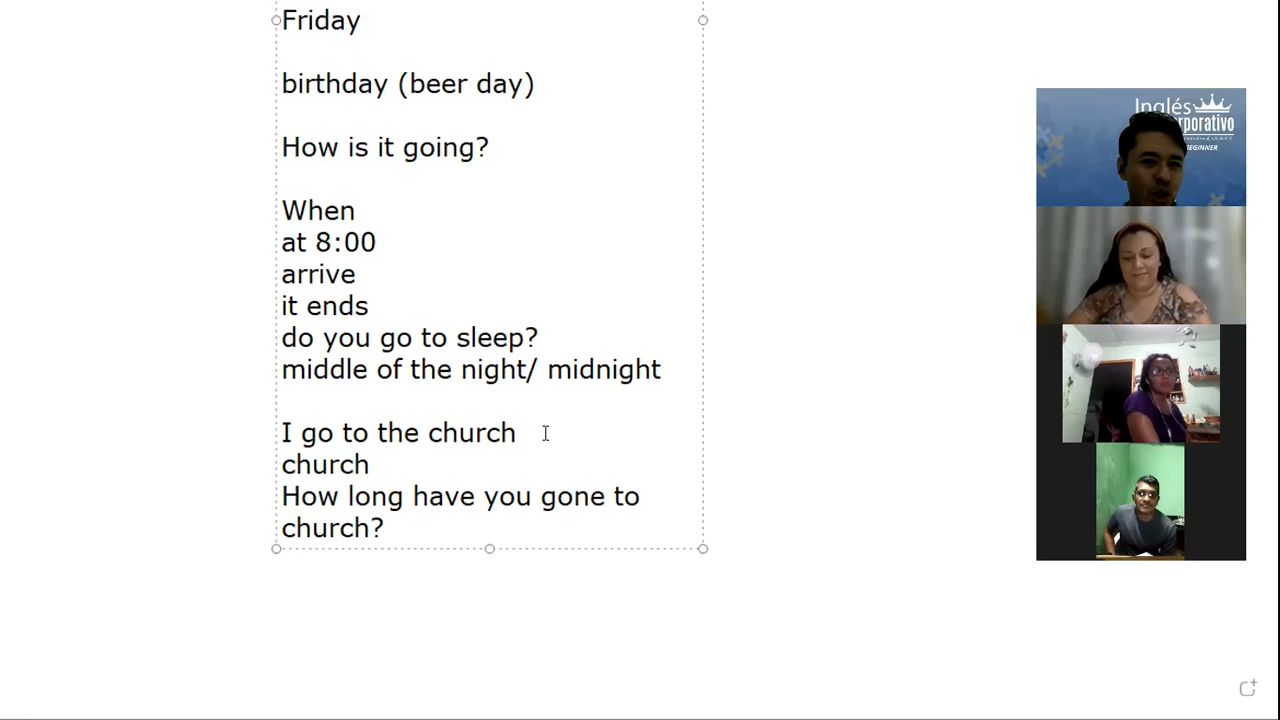 Friday
birthday (beer day)
How is it going?
When
at 8:00
arrive
it ends
do you go to sleep?
middle of the night/ midnight
I go to the church
church
How long have you gone to
church?
Inglés
BEGINNER